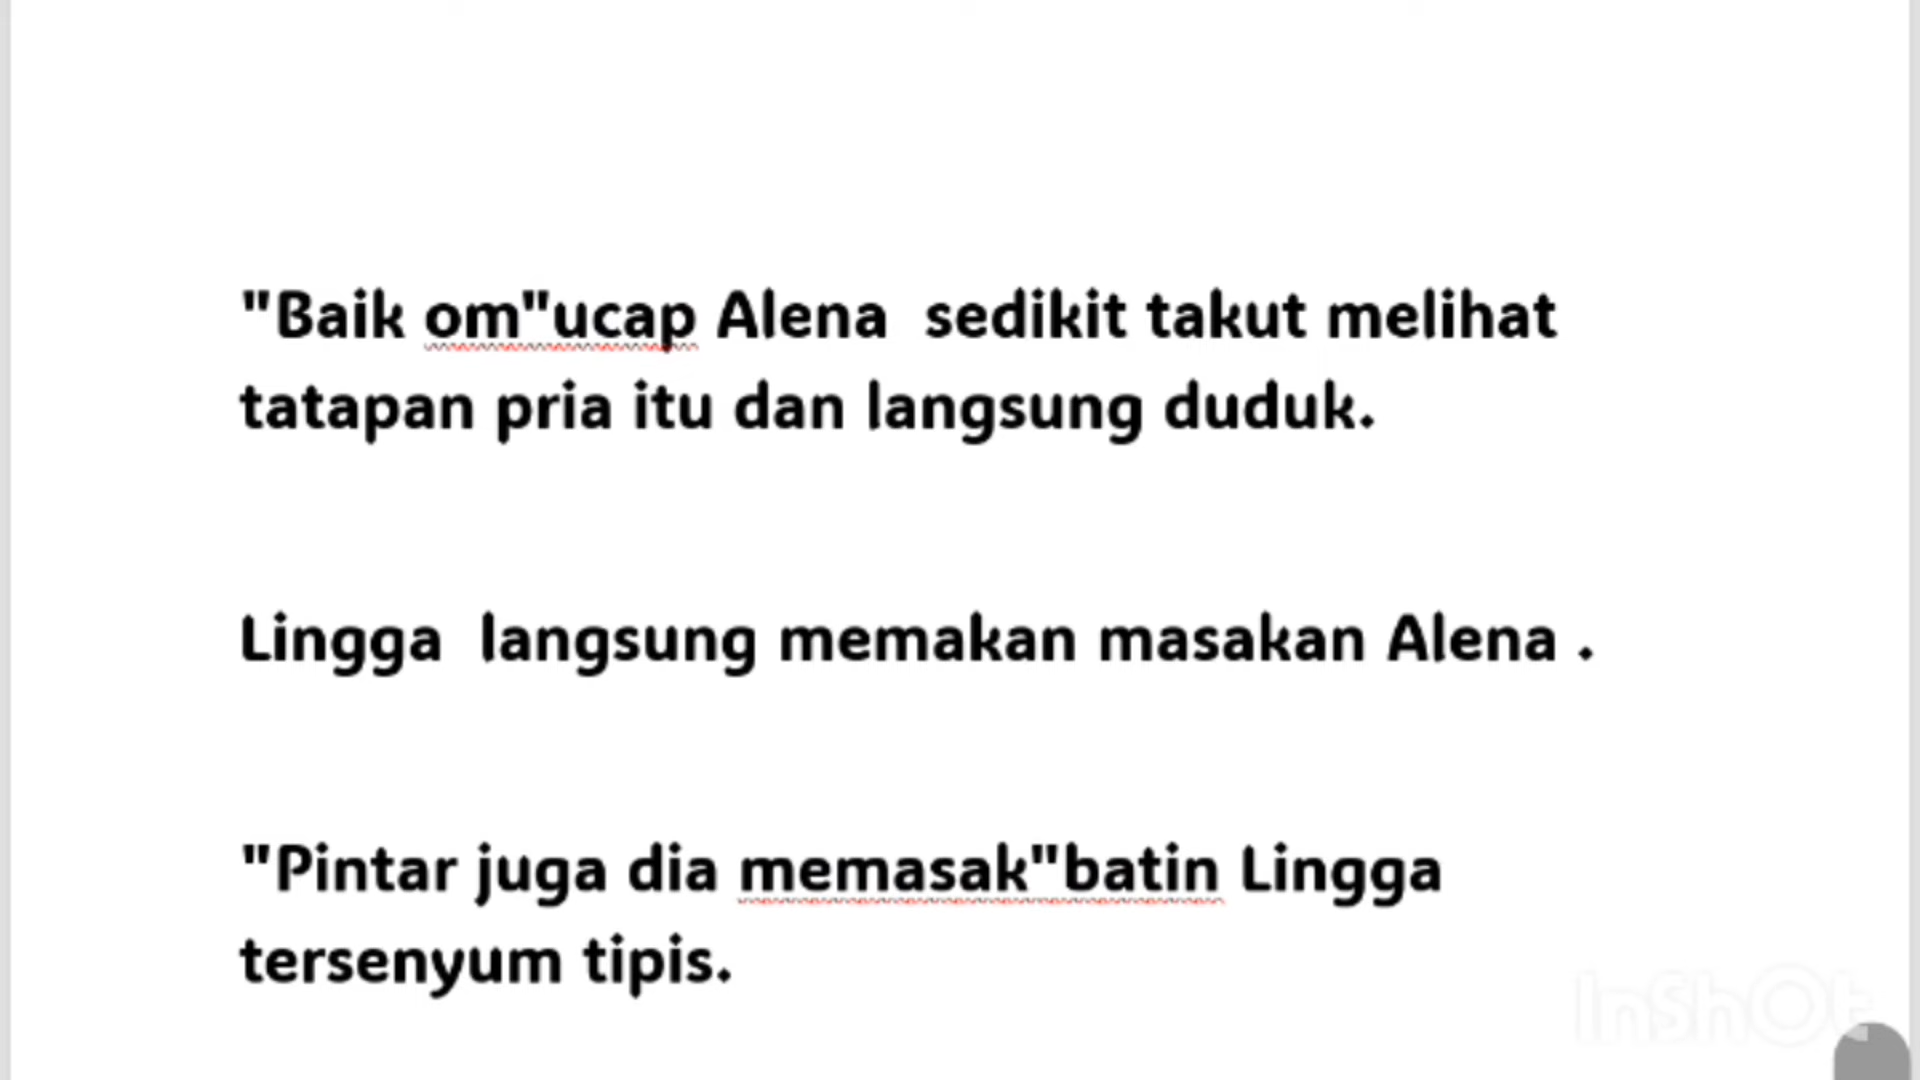 "Baik om"ucap Alena  sedikit takut melihat
tatapan pria itu dan langsung duduk.
Lingga  langsung memakan masakan Alena .
"Pintar juga dia memasak"batin Lingga
tersenyum tipis.
InShOt